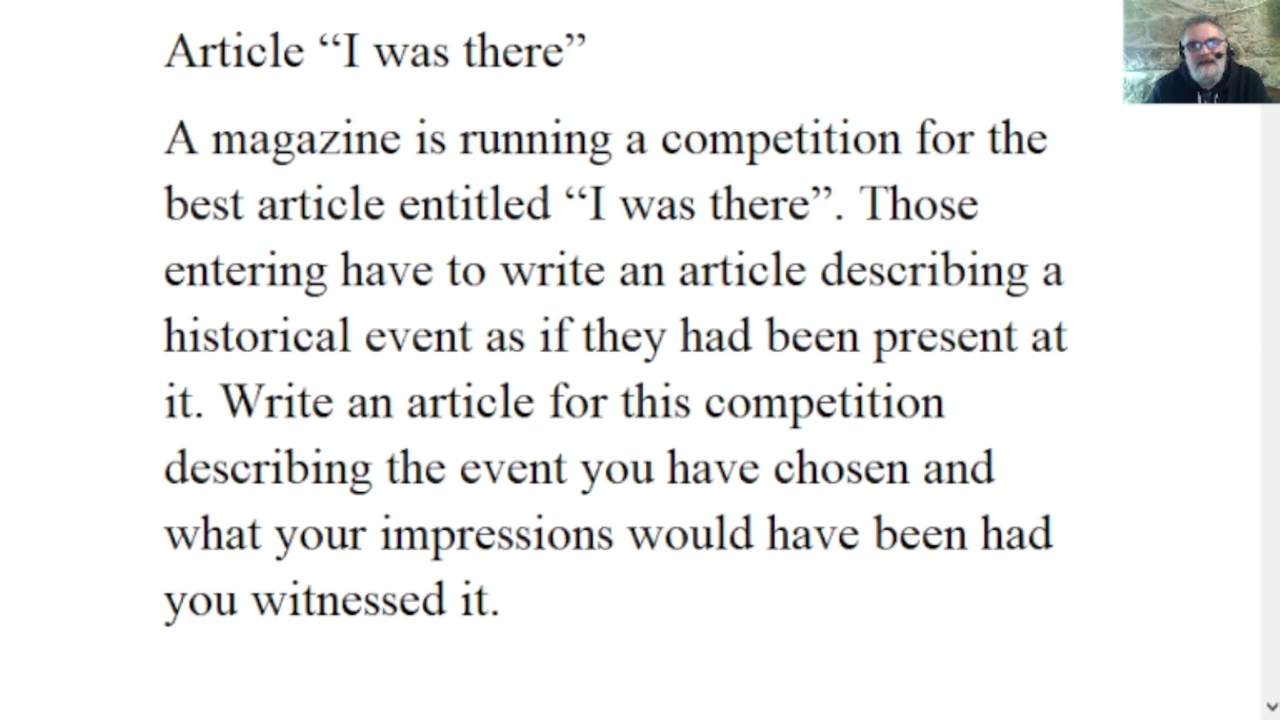 Article “I was there”
A magazine is running a competition for the
best article entitled “I was there”. Those
entering have to write an article describing a
historical event as if they had been present at
it. Write an article for this competition
describing the event you have chosen and
what your impressions would have been had
you witnessed it.